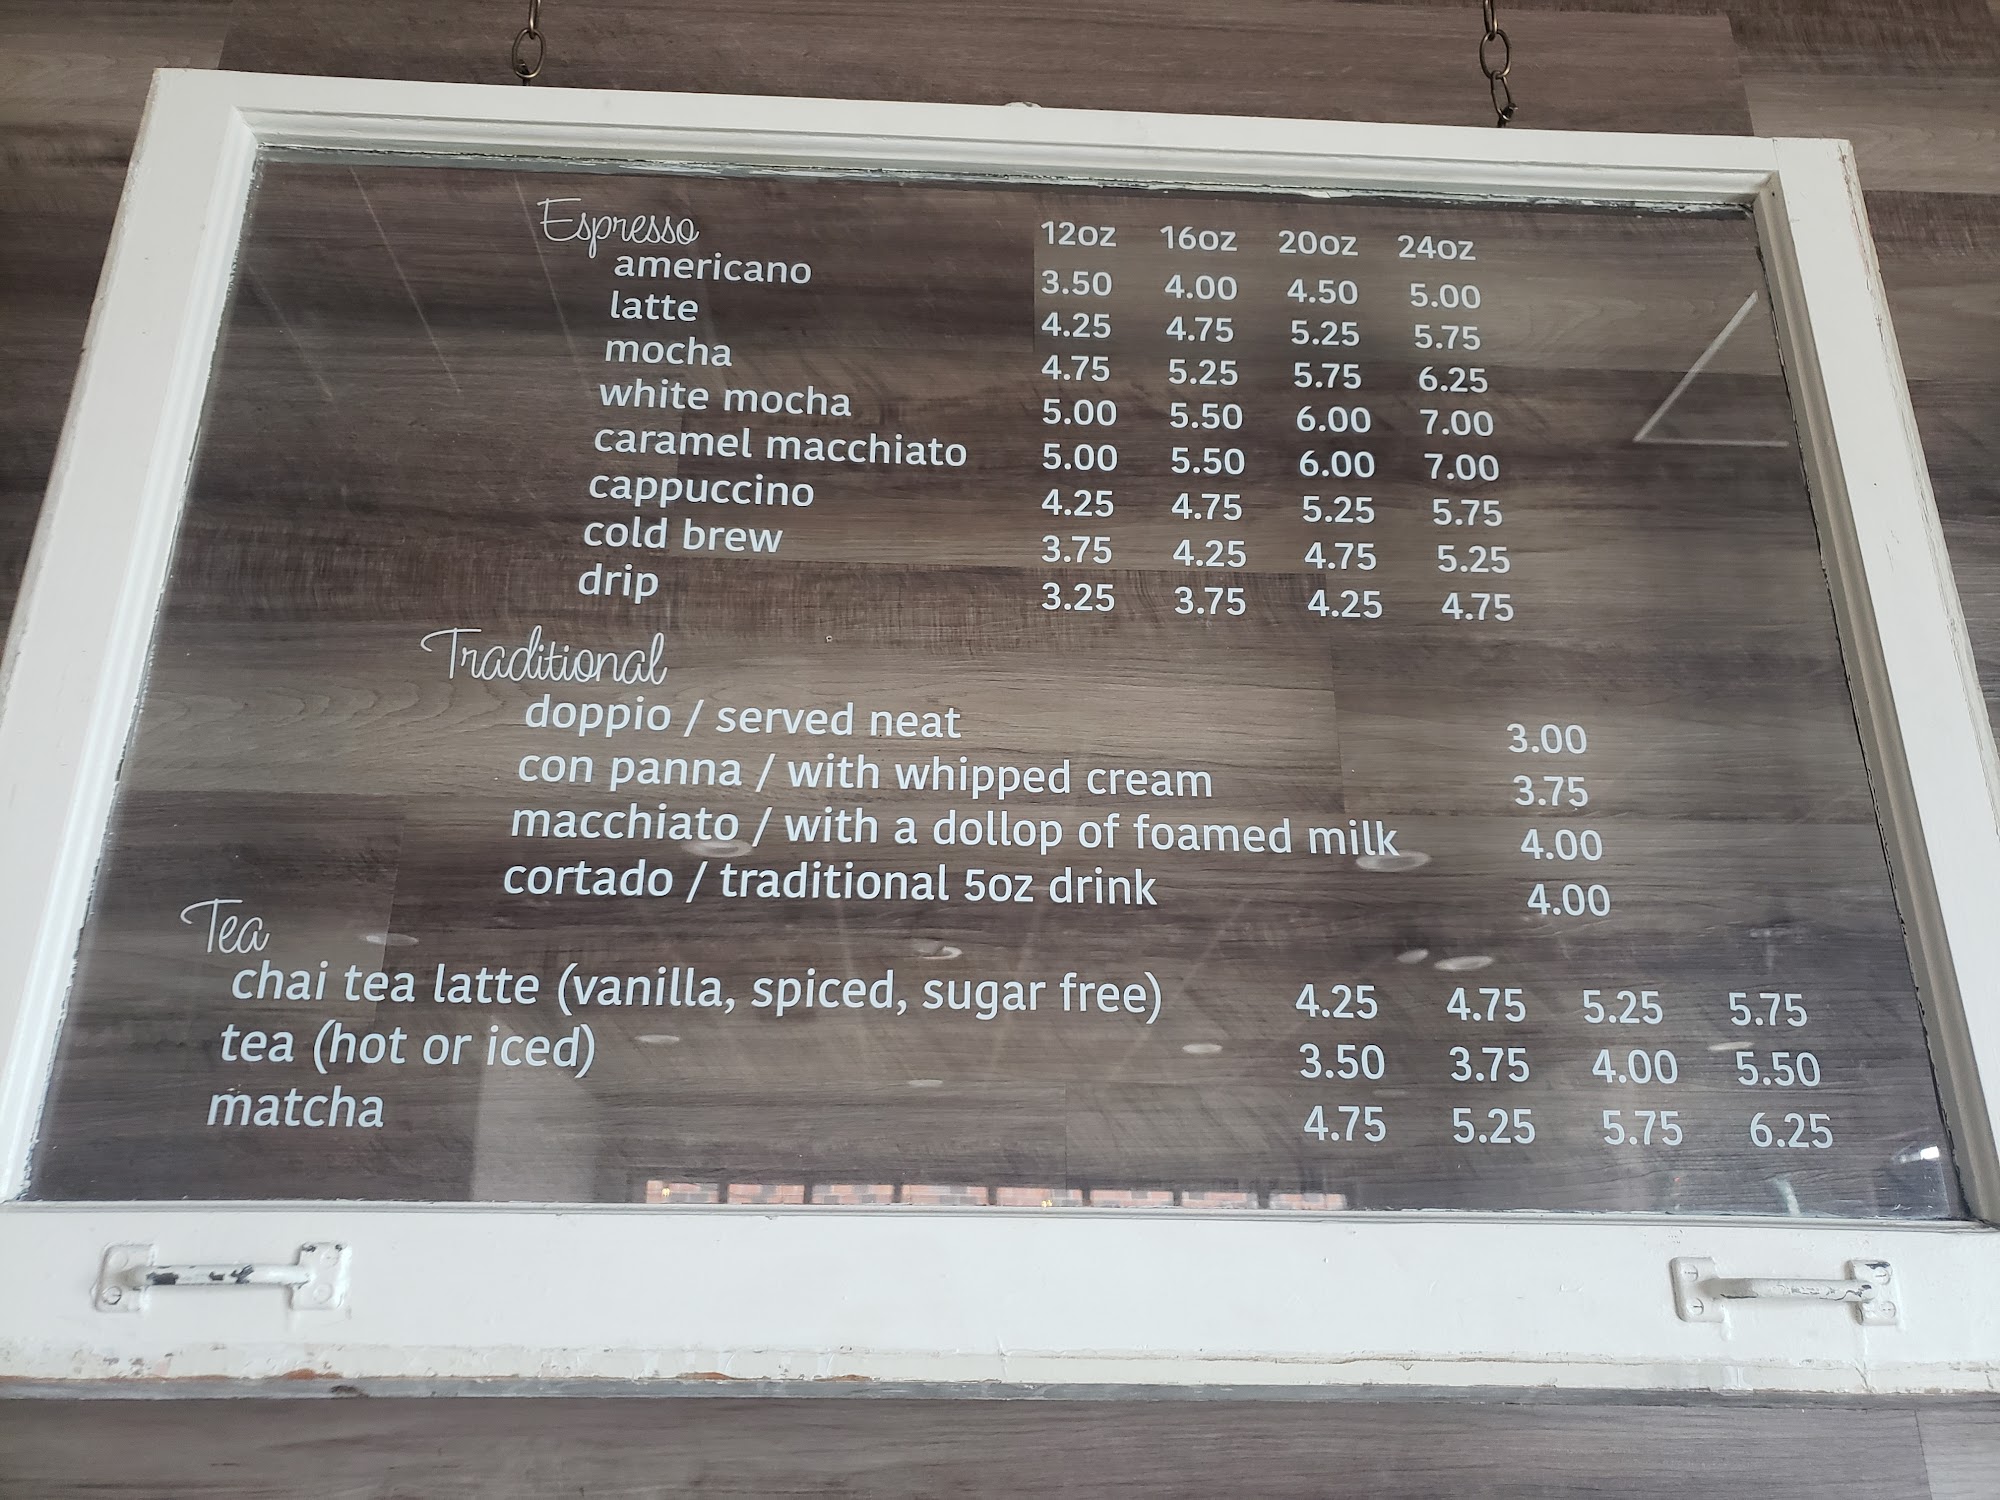 Espresso 12oz 16oz 20oz 24oz
americano 3.50 4.00 4.50 5.00
latte 4.25 4.75 5.25 5.75
mocha 4.75 5.25 5.75 6.25
white mocha 5.00 5.50 6.00 7.00
caramel macchiato 5.00 5.50 6.00 7.00
cappuccino 4.25 4.75 5.25 5.75
cold brew 3.75 4.25 4.75 5.25
drip 3.25 3.75 4.25 4.75
Traditional
doppio / served neat 3.00
con panna / with whipped cream 3.75
macchiato / with a dollop of foamed milk 4.00
cortado / traditional 5oz drink 4.00
Tea
chai tea latte (vanilla, spiced, sugar free) 4.25 4.75 5.25 5.75
tea (hot or iced) 3.50 3.75 4.00 5.50
matcha 4.75 5.25 5.75 6.25